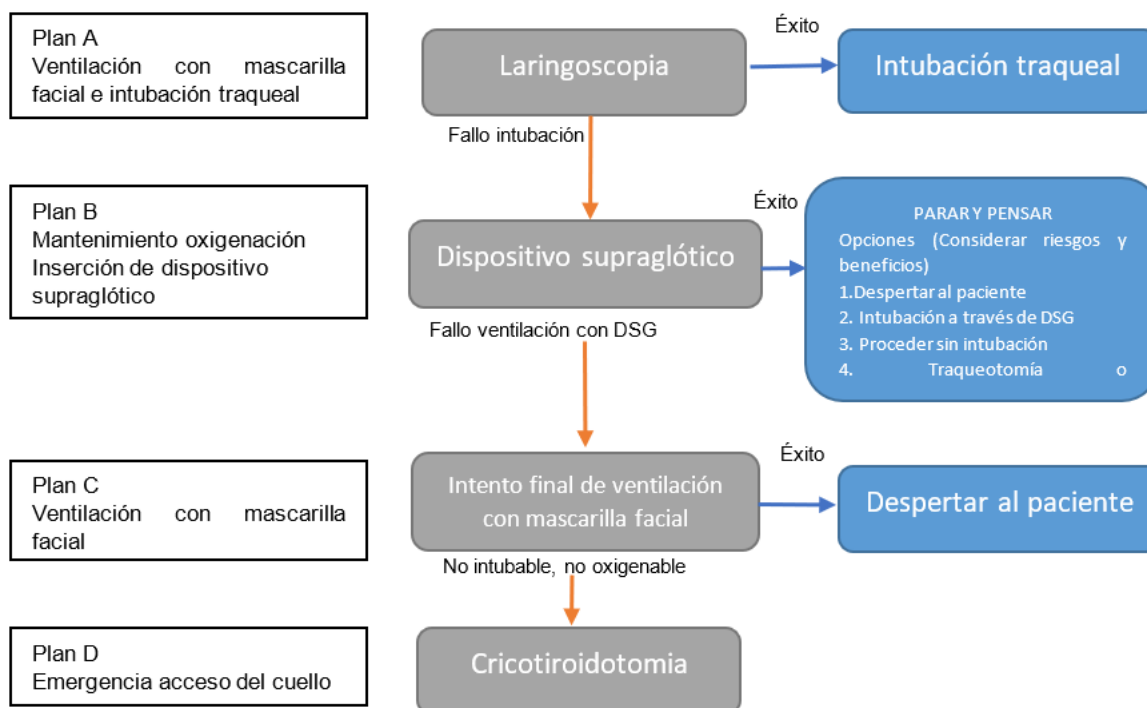 Plan A
Ventilación con mascarilla
facial e intubación traqueal
Laringoscopia
Éxito
Intubación traqueal
Fallo intubación
Plan B
Mantenimiento oxigenación
Inserción de dispositivo
supraglótico
Dispositivo supraglótico
Éxito
PARAR Y PENSAR
Opciones (Considerar riesgos y
beneficios)
1.Despertar al paciente
2. Intubación a través de DSG
3. Proceder sin intubación
4. Traqueotomía o
Fallo ventilación con DSG
Plan C
Ventilación con mascarilla
facial
Intento final de ventilación
con mascarilla facial
Éxito
Despertar al paciente
No intubable, no oxigenable
Plan D
Emergencia acceso del cuello
Cricotiroidotomia